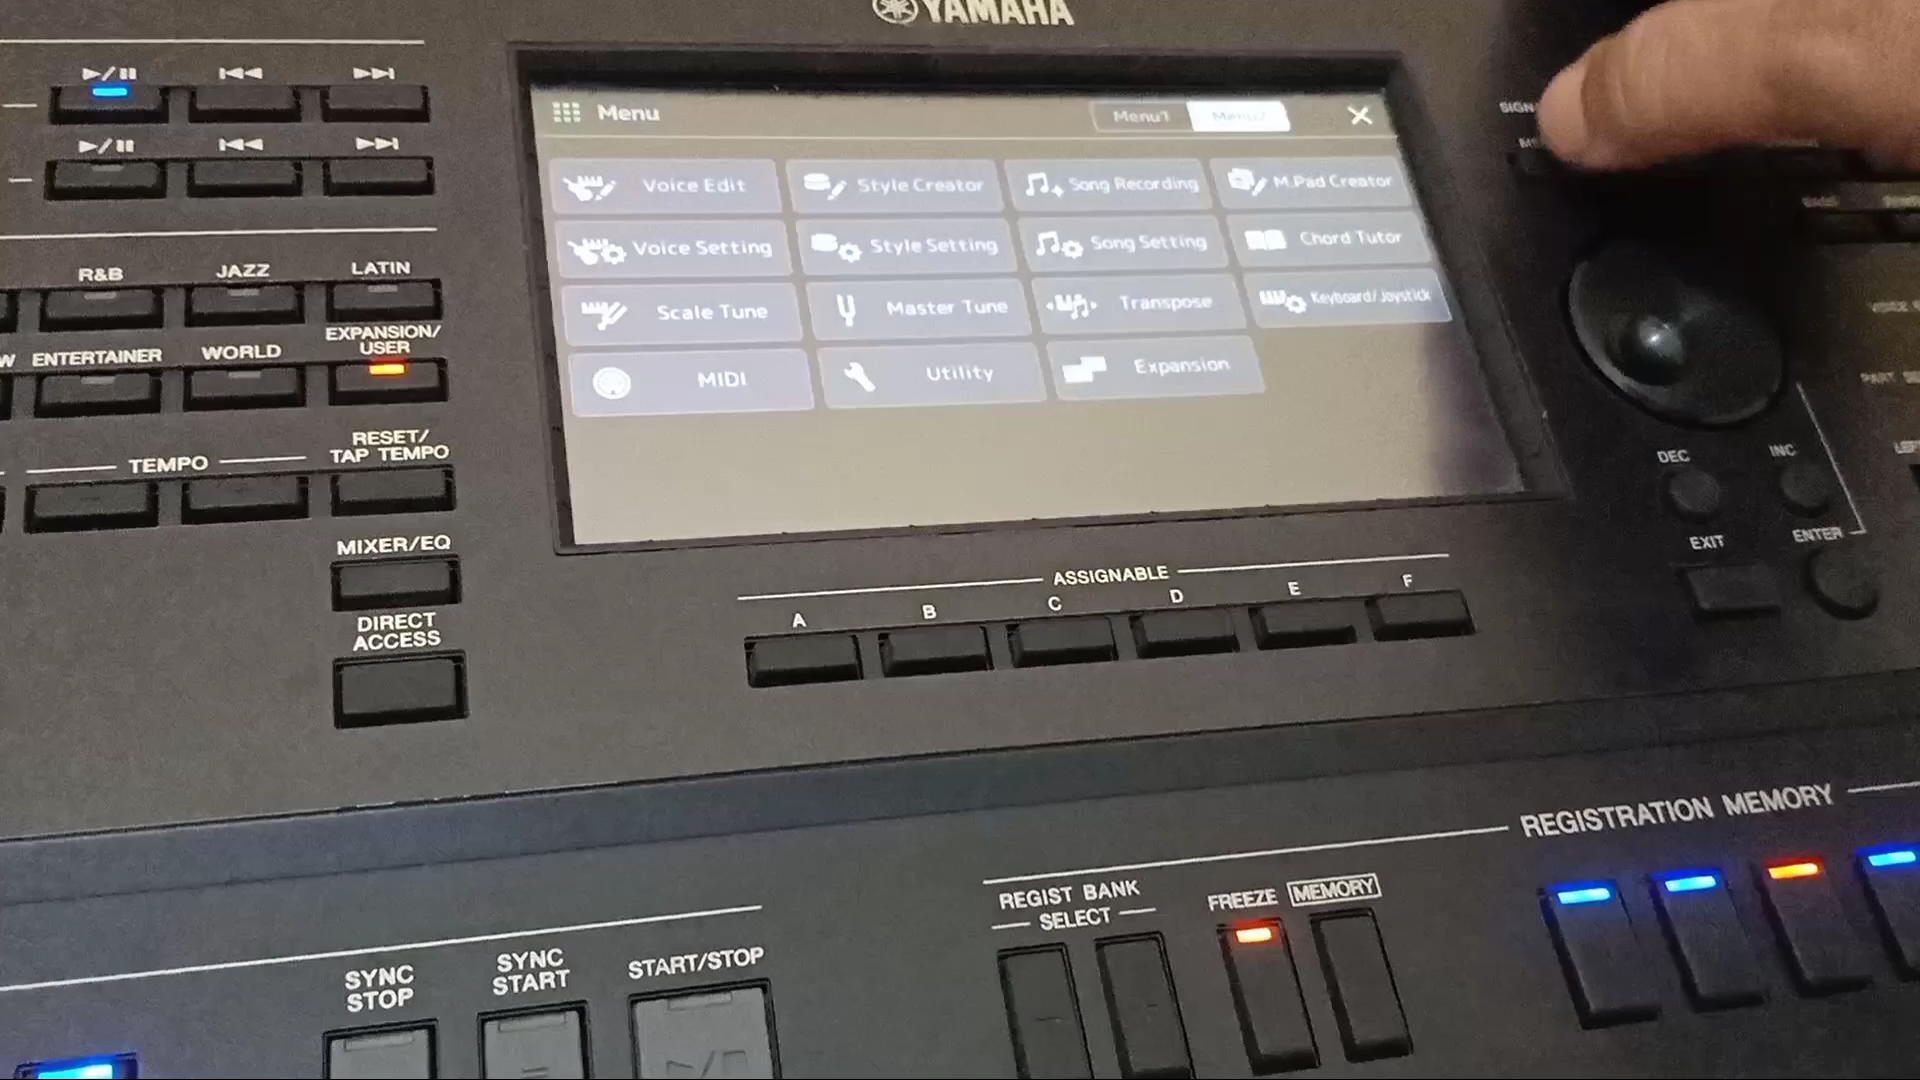 YAMAHA
Menu
Menu1
Menu2
Voice Edit
Style Creator
Song Recording
M.Pad Creator
Voice Setting
Style Setting
Song Setting
Chord Tutor
Scale Tune
Master Tune
Transpose
Keyboard/Joystick
MIDI
Utility
Expansion
R&B
JAZZ
LATIN
ENTERTAINER
WORLD
EXPANSION/
USER
TEMPO
RESET/
TAP TEMPO
MIXER/EQ
DIRECT
ACCESS
DEC
INC
EXIT
ENTER
ASSIGNABLE
A
B
C
D
E
F
REGISTRATION MEMORY
REGIST BANK
SELECT
FREEZE
MEMORY
SYNC
STOP
SYNC
START
START/STOP